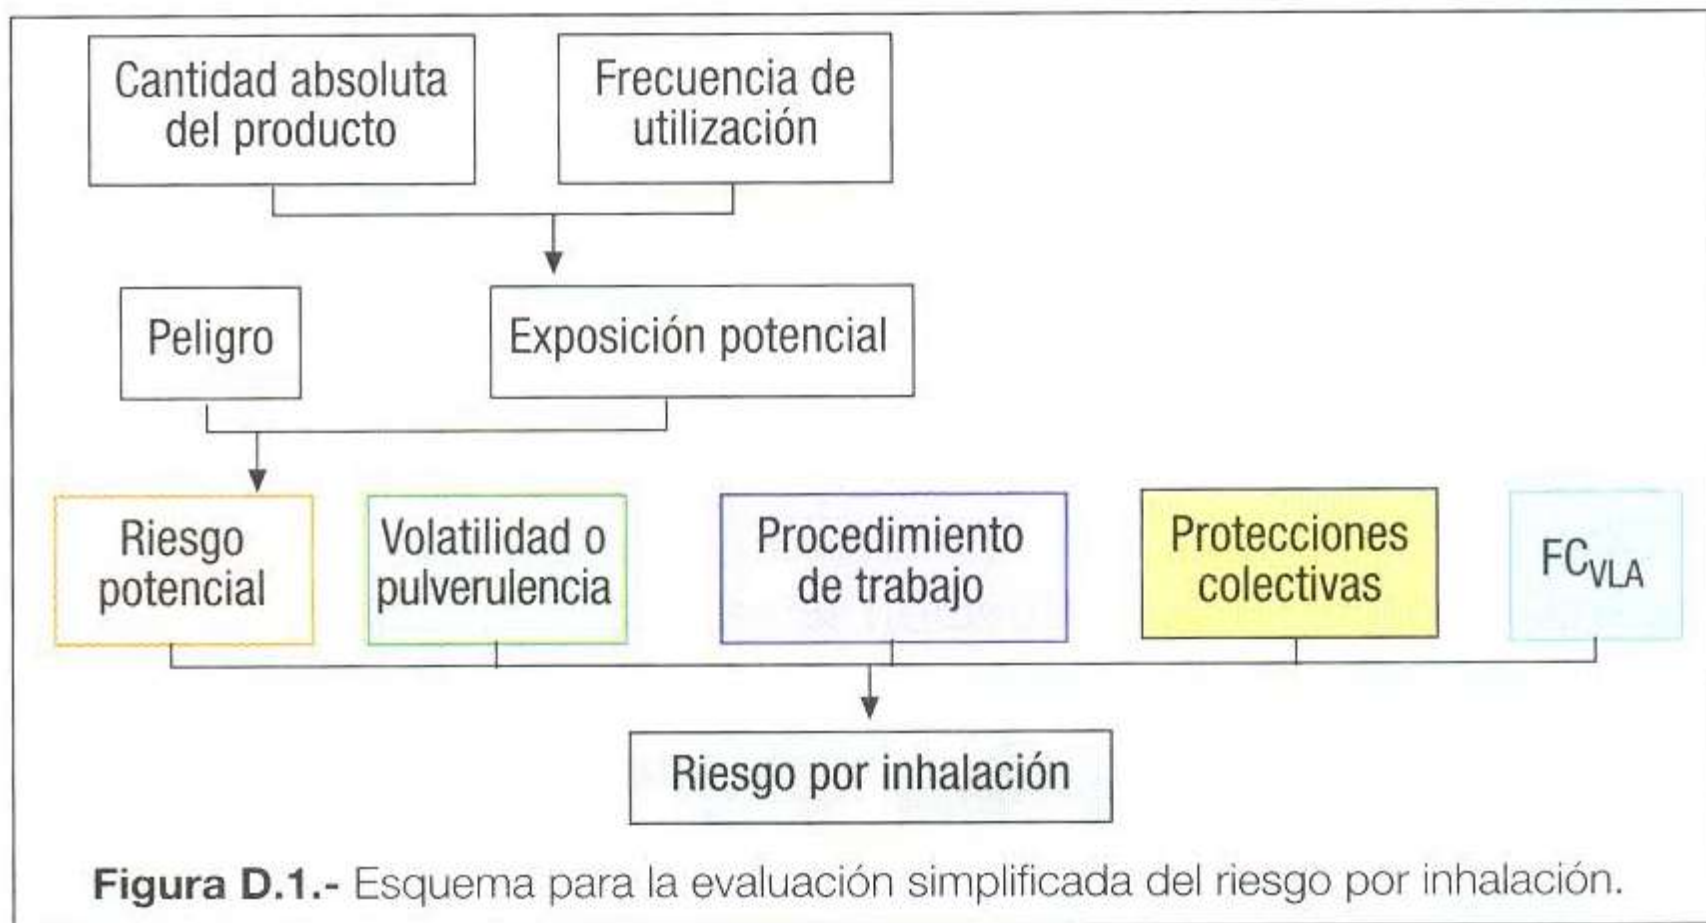 Cantidad absoluta
del producto
Frecuencia de
utilización
Peligro
Exposición potencial
Riesgo
potencial
Volatilidad o
pulverulencia
Procedimiento
de trabajo
Protecciones
colectivas
FCVLA
Riesgo por inhalación
Figura D.1.- Esquema para la evaluación simplificada del riesgo por inhalación.